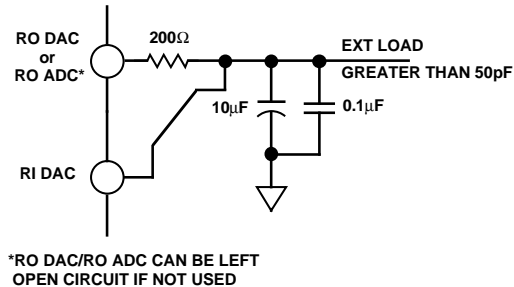 RO DAC
or
RO ADC*
200Ω
EXT LOAD
GREATER THAN 50pF
10μF
0.1μF
RI DAC
*RO DAC/RO ADC CAN BE LEFT
OPEN CIRCUIT IF NOT USED